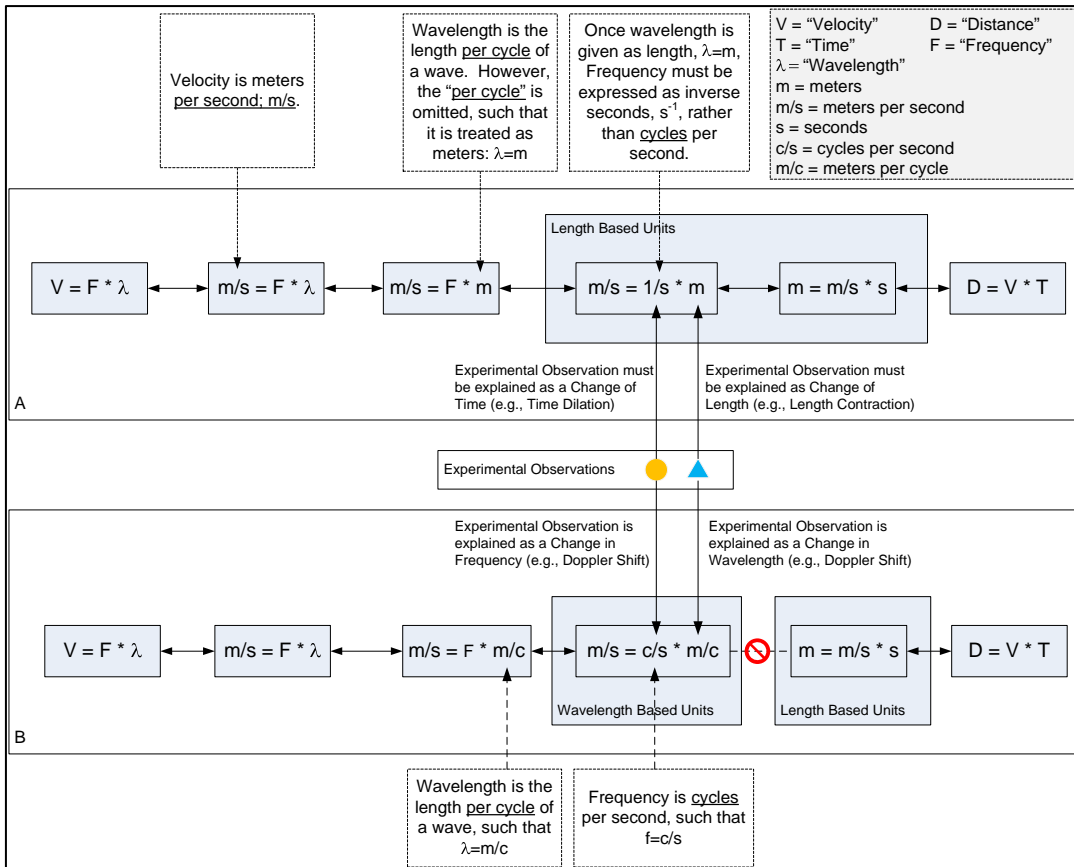 Velocity is meters
per second; m/s.
Wavelength is the
length per cycle of
a wave. However,
the “per cycle” is
omitted, such that
it is treated as
meters: λ=m
Once wavelength is
given as length, λ=m,
Frequency must be
expressed as inverse
seconds, s⁻¹, rather
than cycles per
second.
V = “Velocity” D = “Distance”
T = “Time” F = “Frequency”
λ = “Wavelength”
m = meters
m/s = meters per second
s = seconds
c/s = cycles per second
m/c = meters per cycle
Length Based Units
V = F * λ
m/s = F * λ
m/s = F * m
m/s = 1/s * m
m = m/s * s
D = V * T
Experimental Observation must
be explained as a Change of
Time (e.g., Time Dilation)
Experimental Observation must
be explained as Change of
Length (e.g., Length Contraction)
A
Experimental Observations
Experimental Observation is
explained as a Change in
Frequency (e.g., Doppler Shift)
Experimental Observation is
explained as a Change in
Wavelength (e.g., Doppler Shift)
V = F * λ
m/s = F * λ
m/s = F * m/c
m/s = c/s * m/c
m = m/s * s
D = V * T
Wavelength Based Units
Length Based Units
B
Wavelength is the
length per cycle of
a wave, such that
λ=m/c
Frequency is cycles
per second, such that
f=c/s